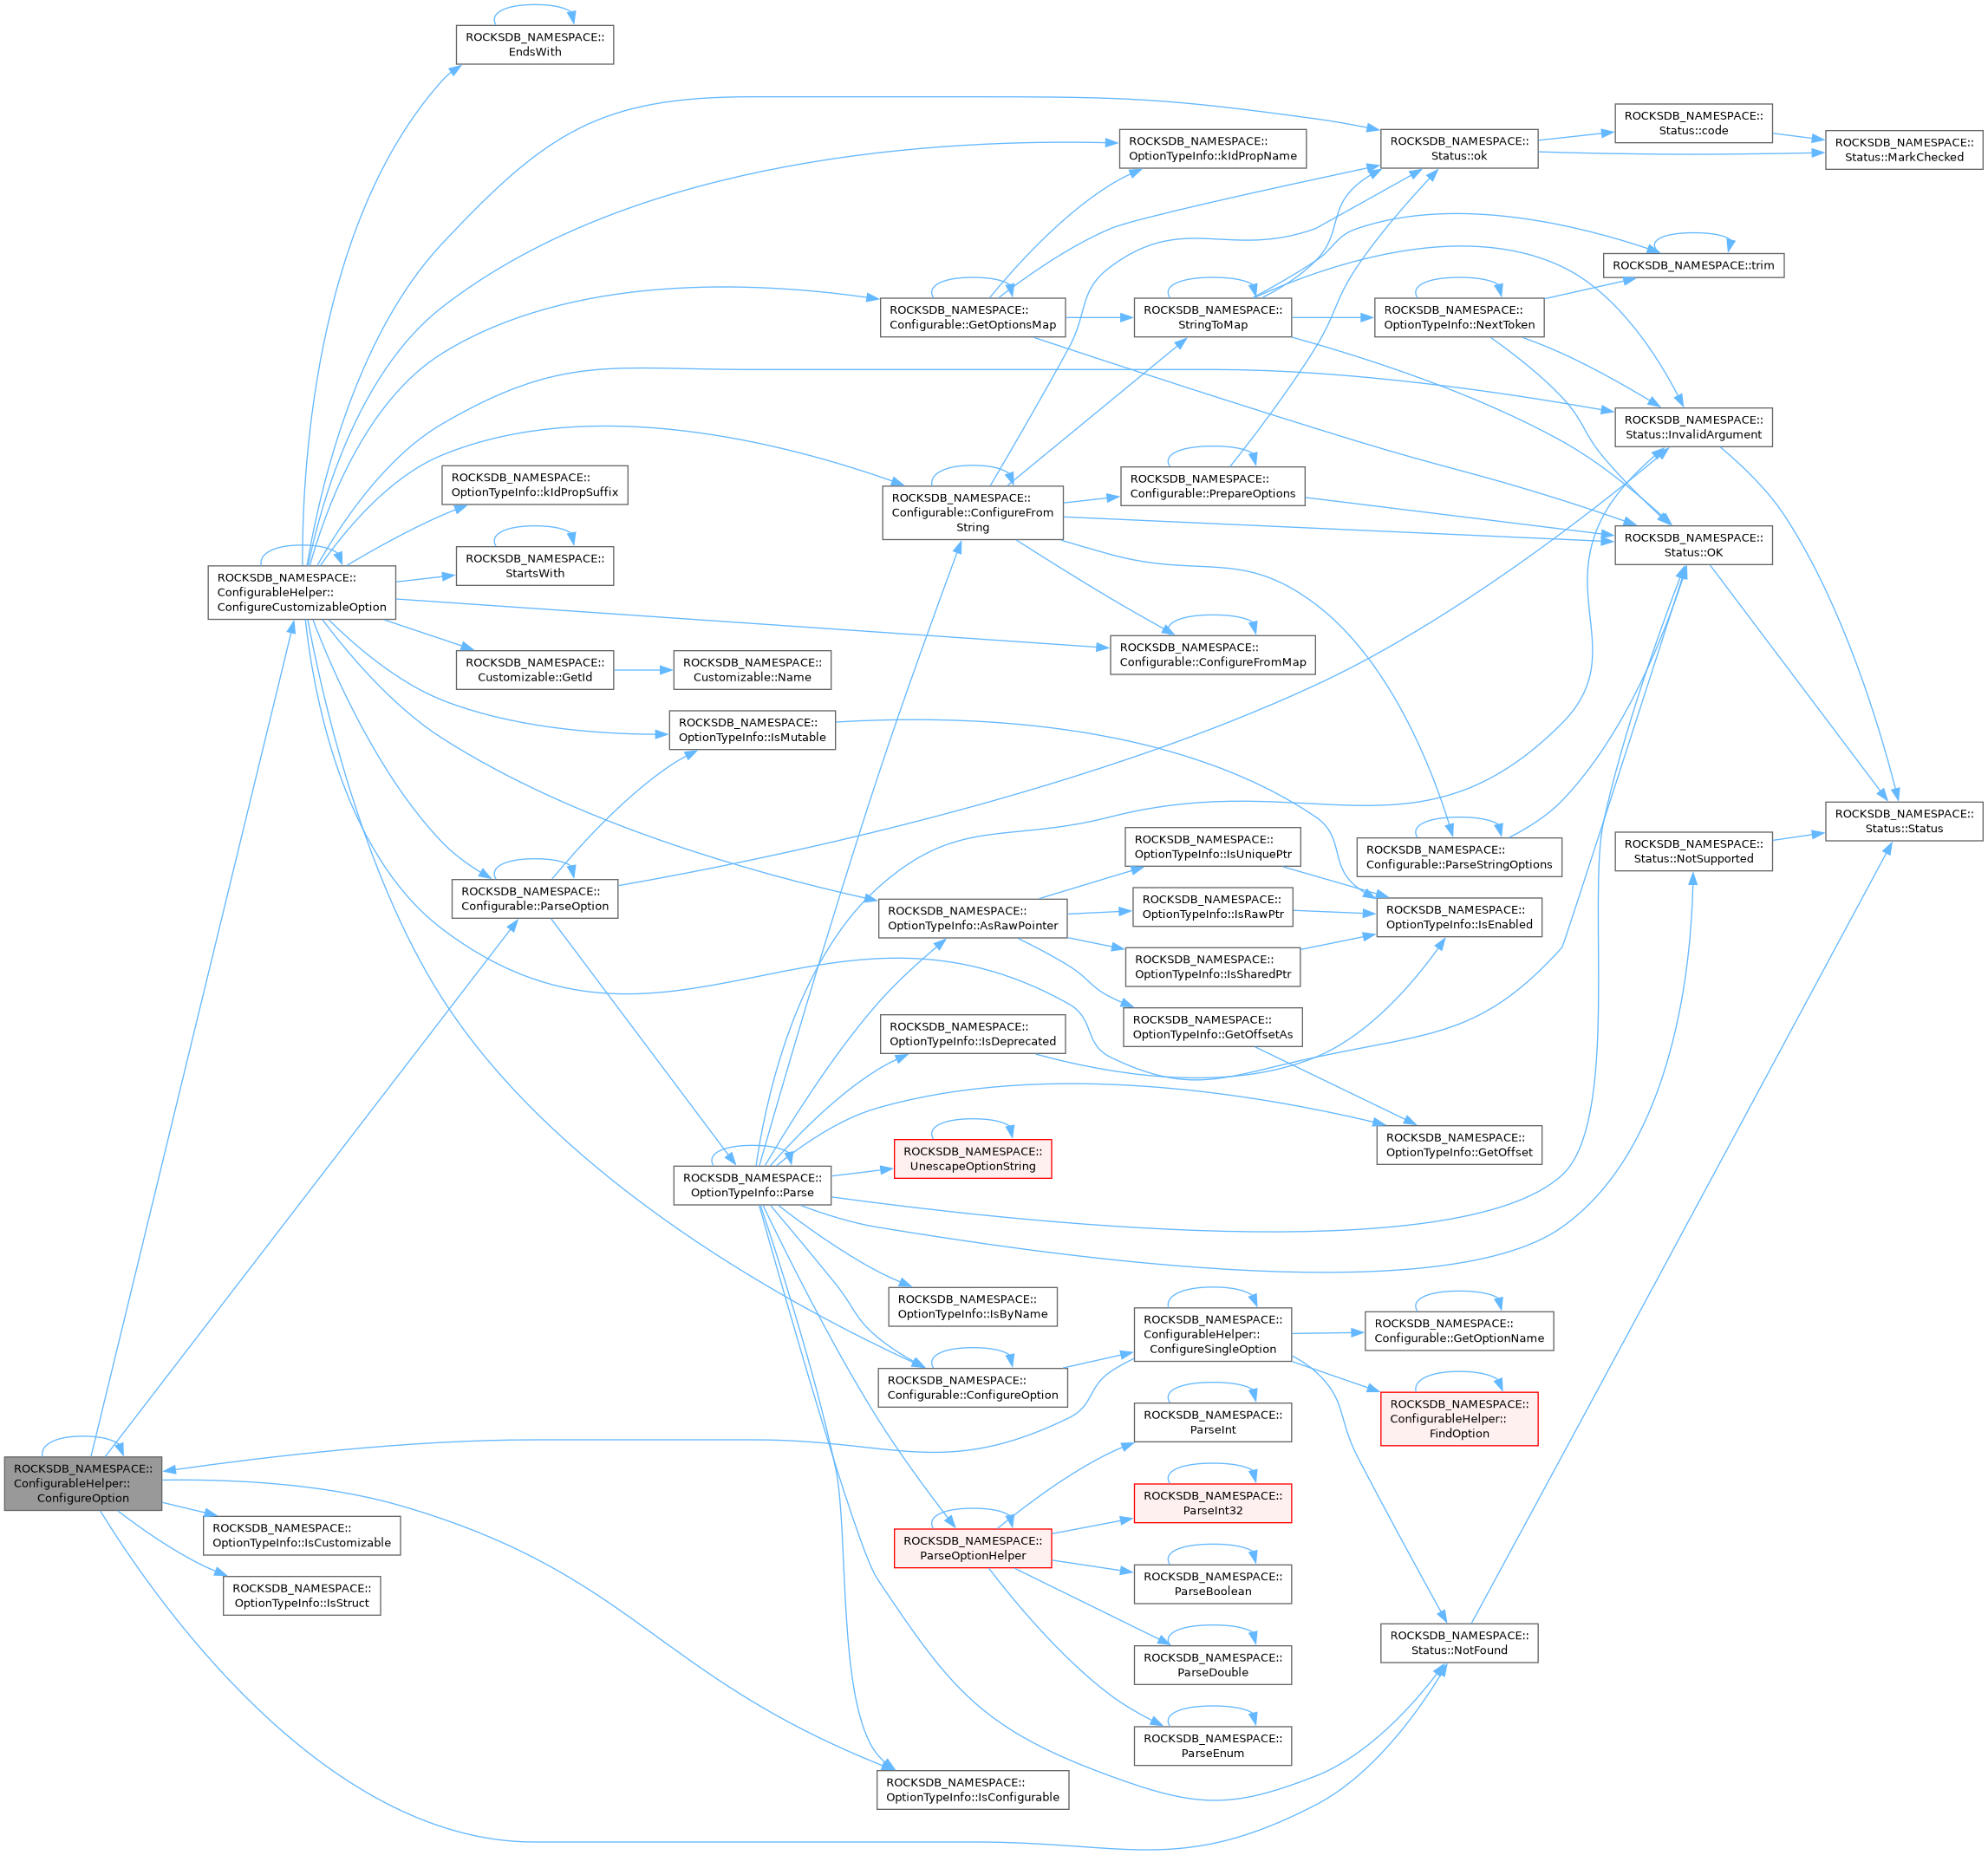 ROCKSDB_NAMESPACE::
EndsWith
ROCKSDB_NAMESPACE::
Status::code
ROCKSDB_NAMESPACE::
OptionTypeInfo::kIdPropName
ROCKSDB_NAMESPACE::
Status::ok
ROCKSDB_NAMESPACE::
Status::MarkChecked
ROCKSDB_NAMESPACE::trim
ROCKSDB_NAMESPACE::
Configurable::GetOptionsMap
ROCKSDB_NAMESPACE::
StringToMap
ROCKSDB_NAMESPACE::
OptionTypeInfo::NextToken
ROCKSDB_NAMESPACE::
Status::InvalidArgument
ROCKSDB_NAMESPACE::
OptionTypeInfo::kIdPropSuffix
ROCKSDB_NAMESPACE::
Configurable::ConfigureFrom
String
ROCKSDB_NAMESPACE::
Configurable::PrepareOptions
ROCKSDB_NAMESPACE::
Status::OK
ROCKSDB_NAMESPACE::
StartsWith
ROCKSDB_NAMESPACE::
ConfigurableHelper::
ConfigureCustomizableOption
ROCKSDB_NAMESPACE::
Customizable::GetId
ROCKSDB_NAMESPACE::
Customizable::Name
ROCKSDB_NAMESPACE::
Configurable::ConfigureFromMap
ROCKSDB_NAMESPACE::
OptionTypeInfo::IsMutable
ROCKSDB_NAMESPACE::
Status::Status
ROCKSDB_NAMESPACE::
OptionTypeInfo::IsUniquePtr
ROCKSDB_NAMESPACE::
Configurable::ParseStringOptions
ROCKSDB_NAMESPACE::
Status::NotSupported
ROCKSDB_NAMESPACE::
Configurable::ParseOption
ROCKSDB_NAMESPACE::
OptionTypeInfo::AsRawPointer
ROCKSDB_NAMESPACE::
OptionTypeInfo::IsRawPtr
ROCKSDB_NAMESPACE::
OptionTypeInfo::IsEnabled
ROCKSDB_NAMESPACE::
OptionTypeInfo::IsSharedPtr
ROCKSDB_NAMESPACE::
OptionTypeInfo::IsDeprecated
ROCKSDB_NAMESPACE::
OptionTypeInfo::GetOffsetAs
ROCKSDB_NAMESPACE::
OptionTypeInfo::GetOffset
ROCKSDB_NAMESPACE::
UnescapeOptionString
ROCKSDB_NAMESPACE::
OptionTypeInfo::Parse
ROCKSDB_NAMESPACE::
OptionTypeInfo::IsByName
ROCKSDB_NAMESPACE::
ConfigurableHelper::
ConfigureSingleOption
ROCKSDB_NAMESPACE::
Configurable::GetOptionName
ROCKSDB_NAMESPACE::
Configurable::ConfigureOption
ROCKSDB_NAMESPACE::
ConfigurableHelper::
FindOption
ROCKSDB_NAMESPACE::
ParseInt
ROCKSDB_NAMESPACE::
ConfigurableHelper::
ConfigureOption
ROCKSDB_NAMESPACE::
ParseInt32
ROCKSDB_NAMESPACE::
OptionTypeInfo::IsCustomizable
ROCKSDB_NAMESPACE::
ParseOptionHelper
ROCKSDB_NAMESPACE::
ParseBoolean
ROCKSDB_NAMESPACE::
OptionTypeInfo::IsStruct
ROCKSDB_NAMESPACE::
Status::NotFound
ROCKSDB_NAMESPACE::
ParseDouble
ROCKSDB_NAMESPACE::
ParseEnum
ROCKSDB_NAMESPACE::
OptionTypeInfo::IsConfigurable